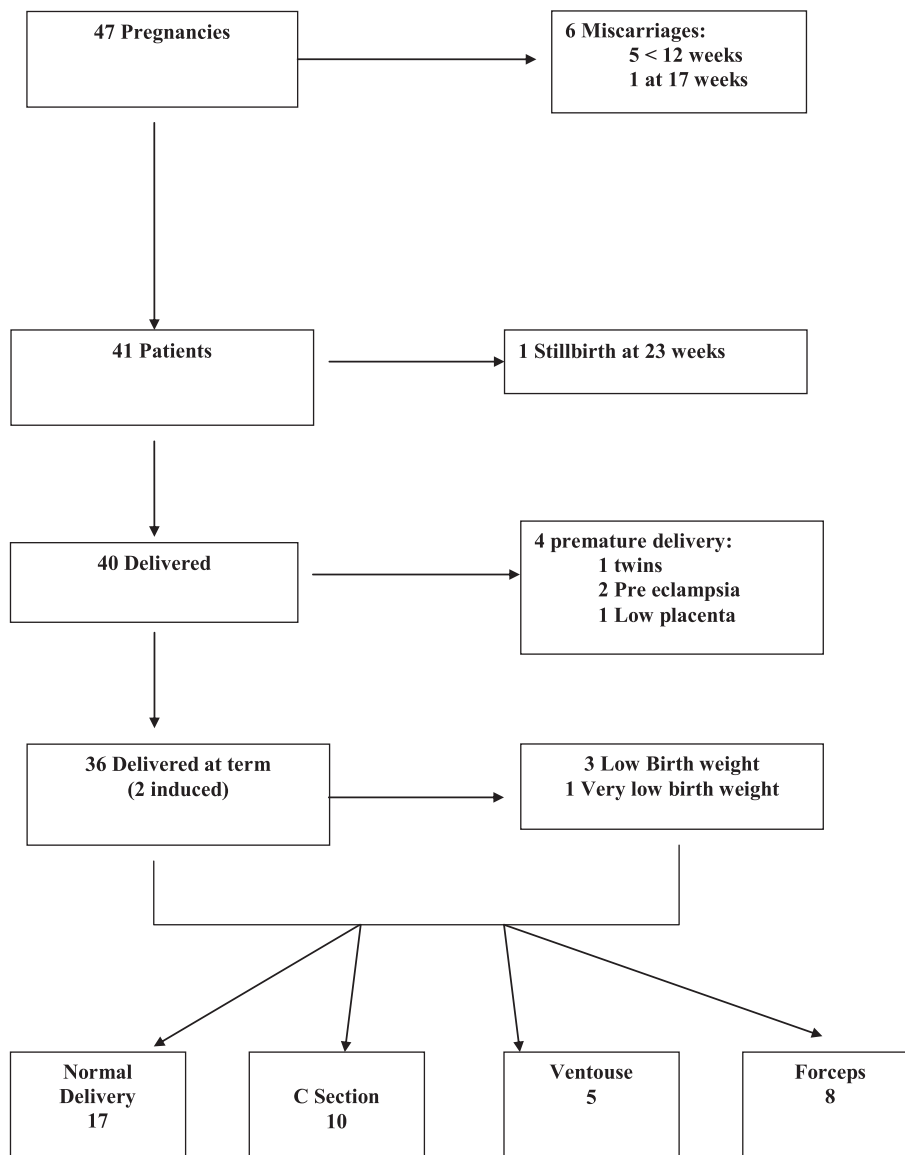 47 Pregnancies
6 Miscarriages:
5 < 12 weeks
1 at 17 weeks
41 Patients
1 Stillbirth at 23 weeks
40 Delivered
4 premature delivery:
1 twins
2 Pre eclampsia
1 Low placenta
36 Delivered at term
(2 induced)
3 Low Birth weight
1 Very low birth weight
Normal
Delivery
17
C Section
10
Ventouse
5
Forceps
8